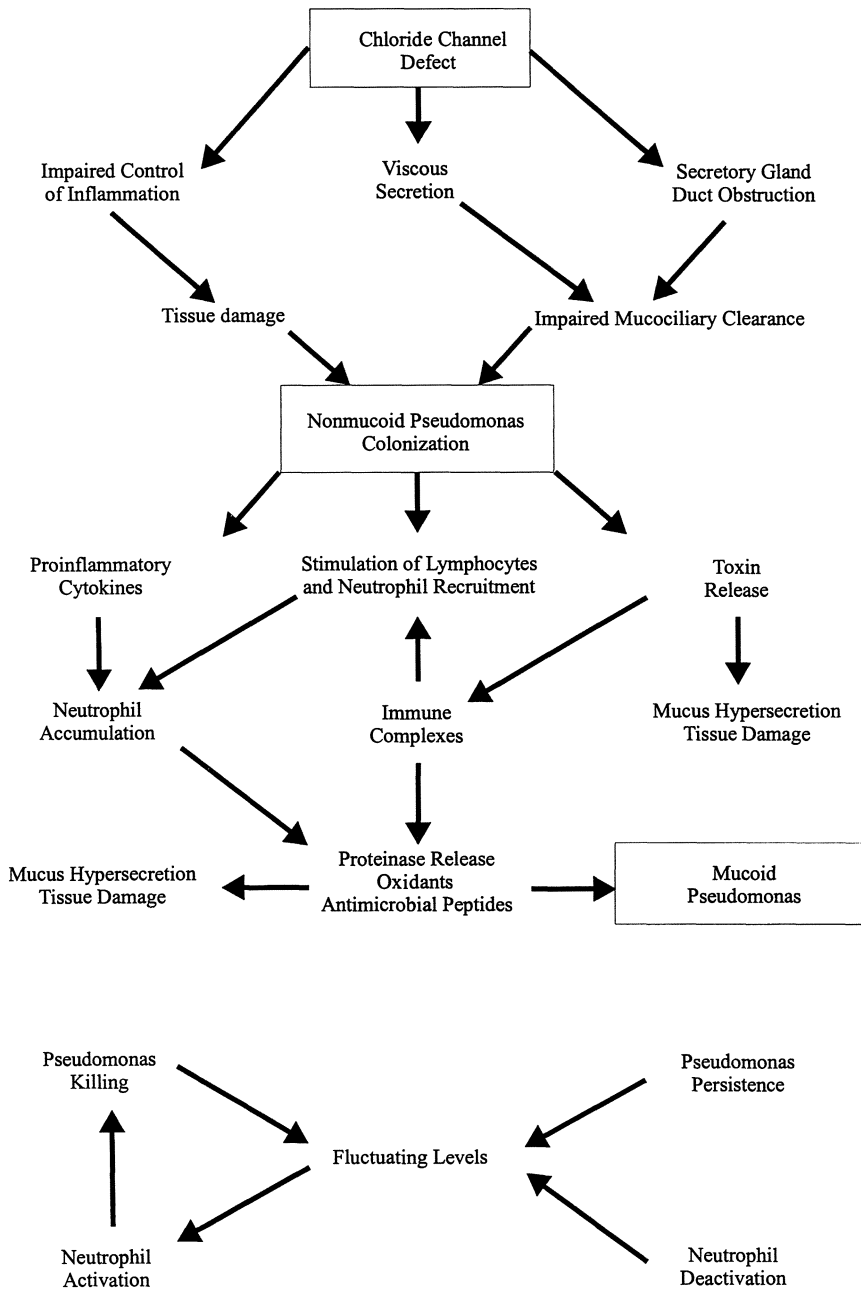 Chloride Channel
Defect
Impaired Control
of Inflammation
Viscous
Secretion
Secretory Gland
Duct Obstruction
Tissue damage
Impaired Mucociliary Clearance
Nonmucoid Pseudomonas
Colonization
Proinflammatory
Cytokines
Stimulation of Lymphocytes
and Neutrophil Recruitment
Toxin
Release
Neutrophil
Accumulation
Immune
Complexes
Mucus Hypersecretion
Tissue Damage
Mucus Hypersecretion
Tissue Damage
Proteinase Release
Oxidants
Antimicrobial Peptides
Mucoid
Pseudomonas
Pseudomonas
Killing
Pseudomonas
Persistence
Fluctuating Levels
Neutrophil
Activation
Neutrophil
Deactivation